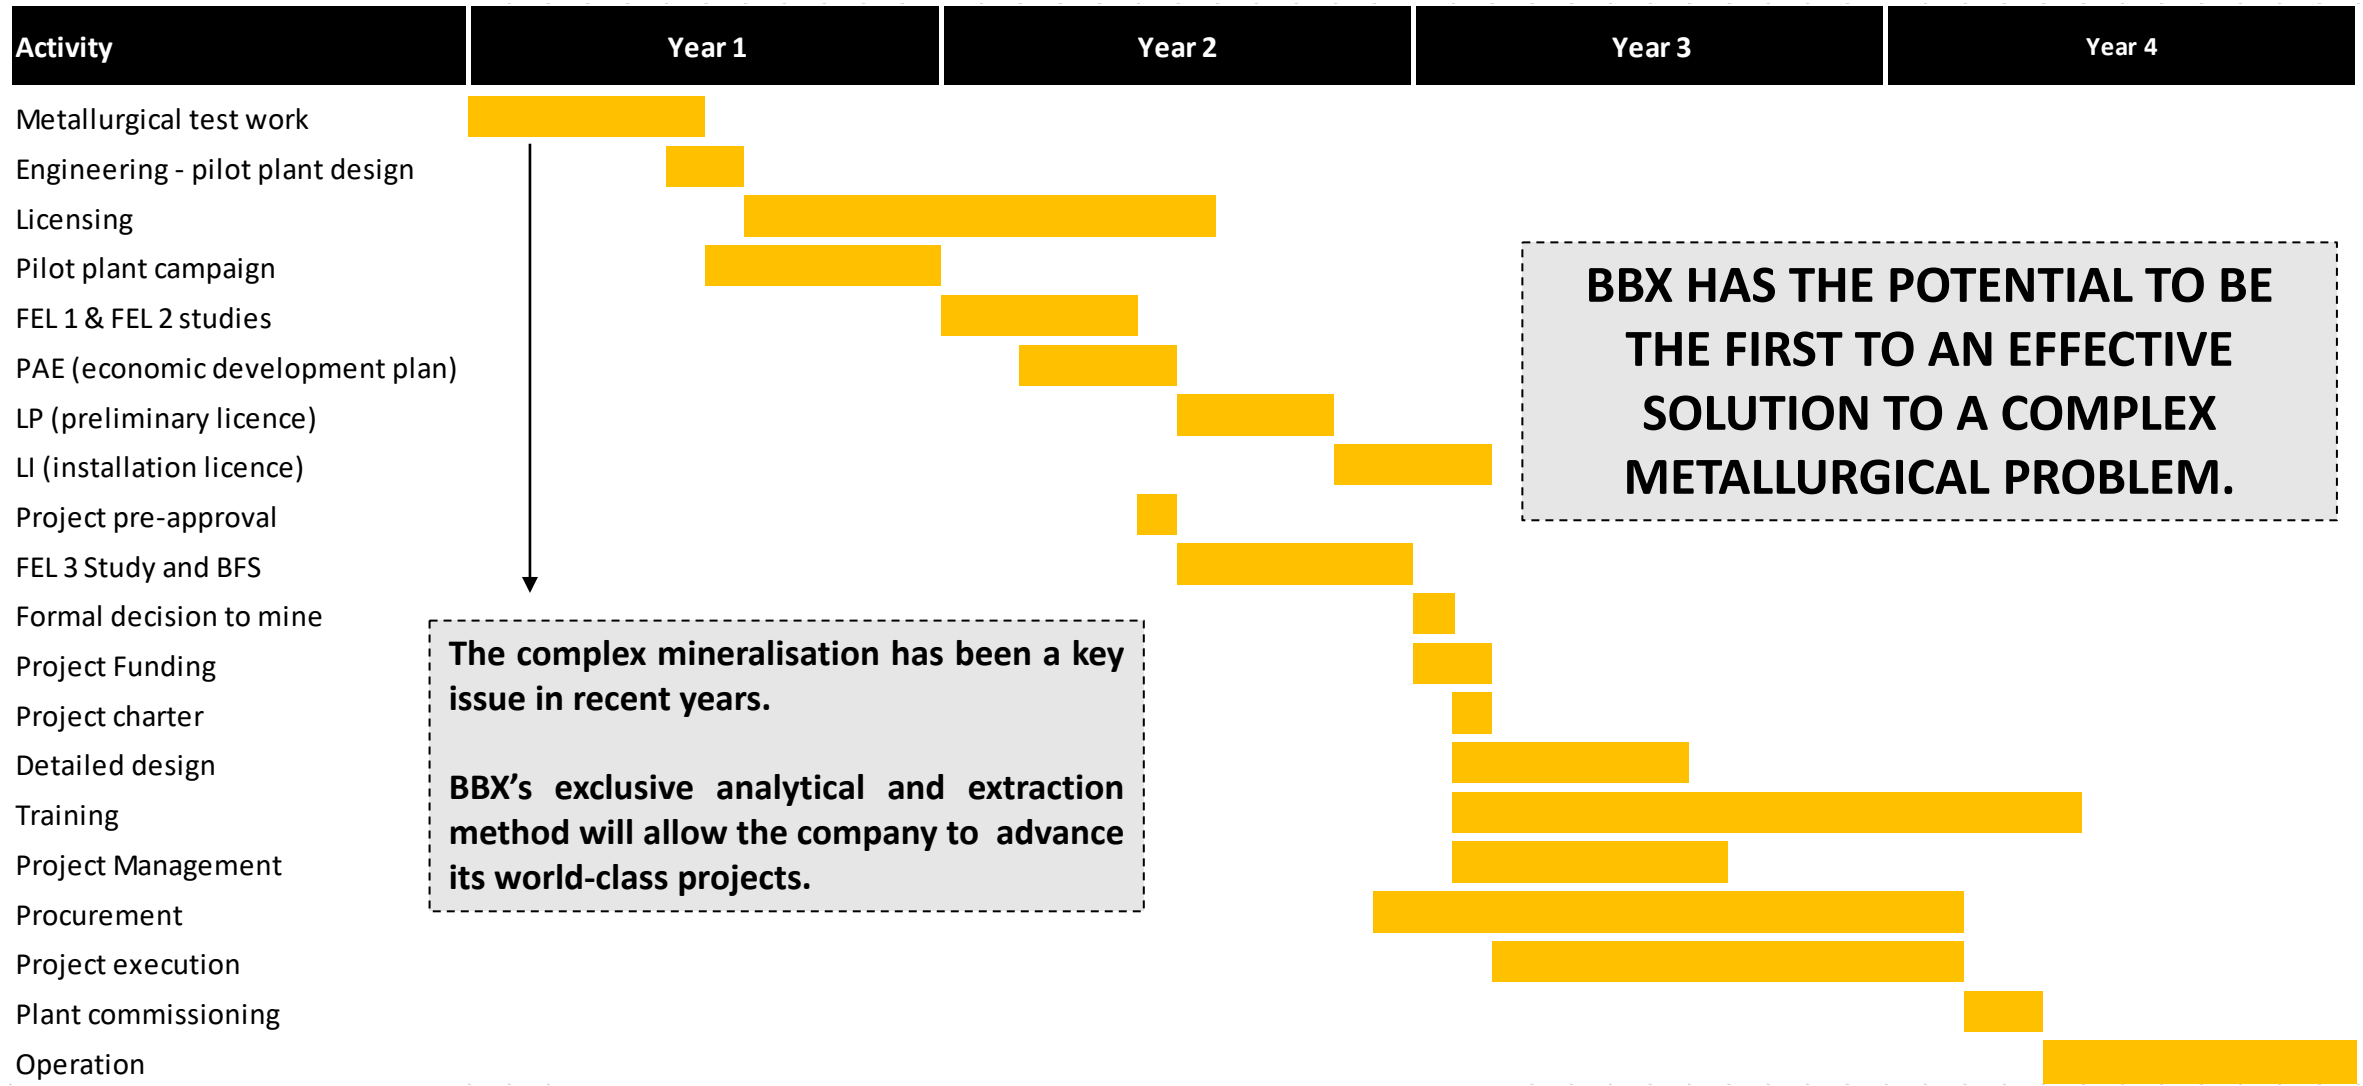 Activity Year 1 Year 2 Year 3 Year 4
Metallurgical test work
Engineering - pilot plant design
Licensing
Pilot plant campaign
FEL 1 & FEL 2 studies
PAE (economic development plan)
LP (preliminary licence)
LI (installation licence)
Project pre-approval
FEL 3 Study and BFS
Formal decision to mine
Project Funding
Project charter
Detailed design
Training
Project Management
Procurement
Project execution
Plant commissioning
Operation
BBX HAS THE POTENTIAL TO BE
THE FIRST TO AN EFFECTIVE
SOLUTION TO A COMPLEX
METALLURGICAL PROBLEM.
The complex mineralisation has been a key
issue in recent years.
BBX’s exclusive analytical and extraction
method will allow the company to advance
its world-class projects.